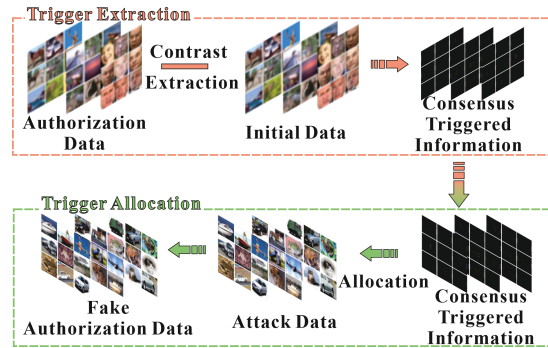 Trigger Extraction
Contrast
Extraction
Authorization
Data
Initial Data
Consensus
Triggered
Information
Trigger Allocation
Allocation
Fake
Authorization Data
Attack Data
Consensus Triggered
Information